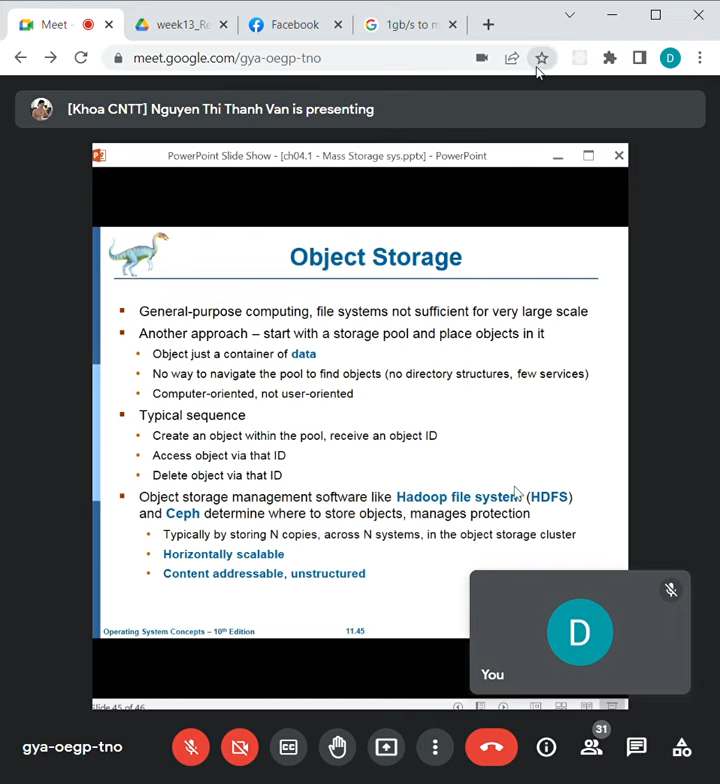 Meet -
week13_Re
Facebook
1gb/s to m
meet.google.com/gya-oegp-tno
D
[Khoa CNTT] Nguyen Thi Thanh Van is presenting
PowerPoint Slide Show - [ch04.1 - Mass Storage sys.pptx] - PowerPoint
Object Storage
General-purpose computing, file systems not sufficient for very large scale
Another approach – start with a storage pool and place objects in it
Object just a container of data
No way to navigate the pool to find objects (no directory structures, few services)
Computer-oriented, not user-oriented
Typical sequence
Create an object within the pool, receive an object ID
Access object via that ID
Delete object via that ID
Object storage management software like Hadoop file system (HDFS)
and Ceph determine where to store objects, manages protection
Typically by storing N copies, across N systems, in the object storage cluster
Horizontally scalable
Content addressable, unstructured
Operating System Concepts – 10th Edition
11.45
D
You
Slide 45 of 46
gya-oegp-tno
CC
31